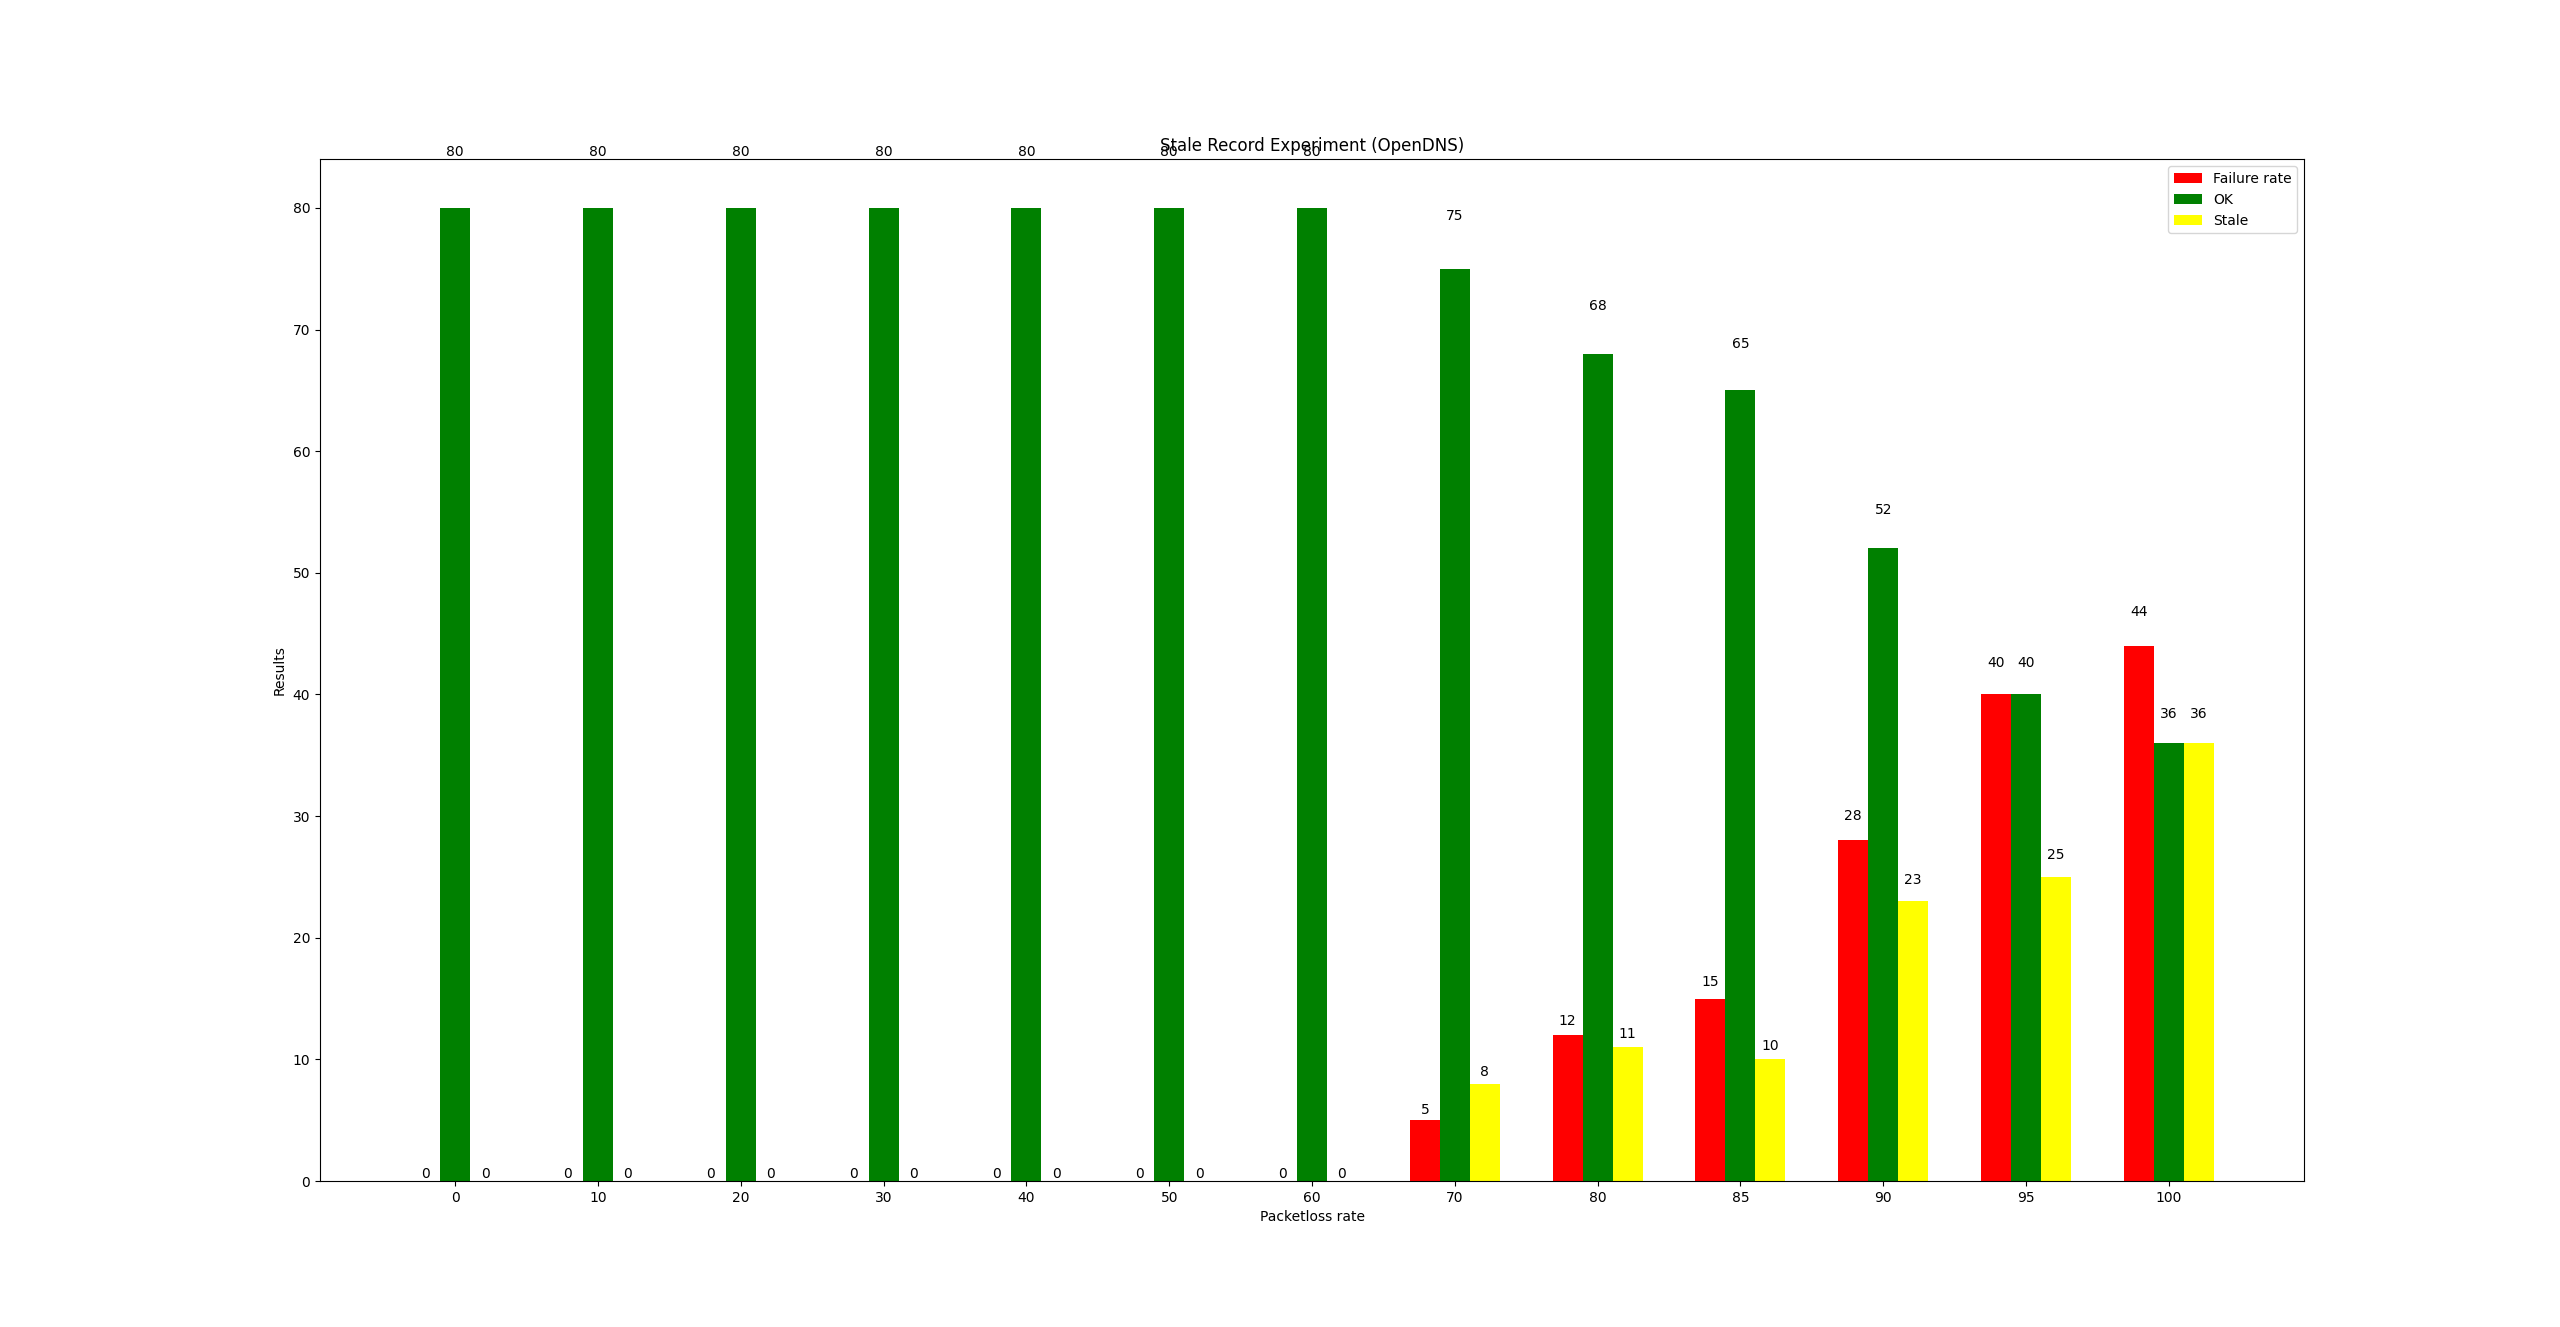 Stale Record Experiment (OpenDNS)
80 80 80 80 80 80 80
Failure rate
OK
Stale
80
75
70
68
65
60
52
50
44
40 40
40
36 36
30
28
25
23
20
15
12
11
10
10
8
5
0 0 0 0 0 0 0 0 0 0 0 0 0 0
0
0 10 20 30 40 50 60 70 80 85 90 95 100
Packetloss rate
Results